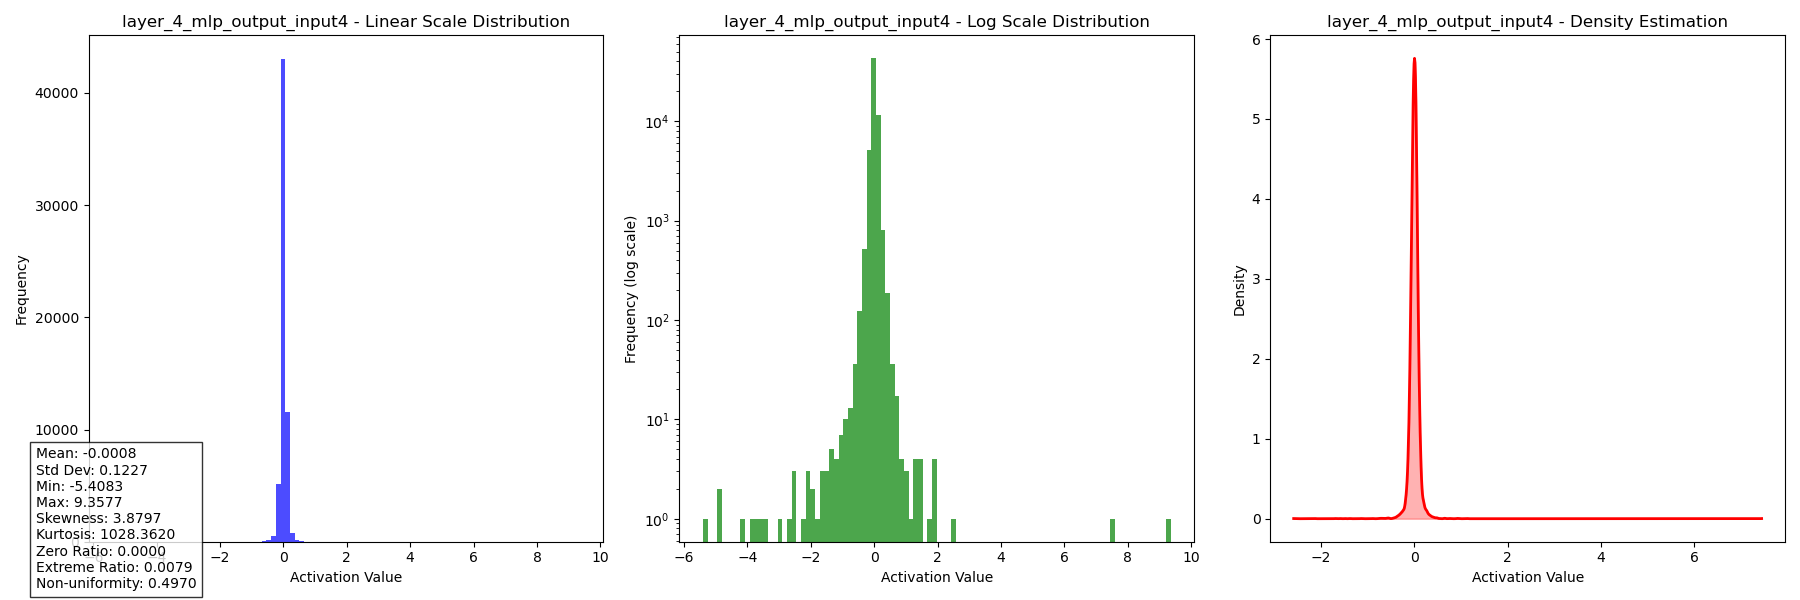 layer_4_mlp_output_input4 - Linear Scale Distribution
Frequency
40000
30000
20000
10000
0
−6 −4 −2 0 2 4 6 8 10
Activation Value
Mean: -0.0008
Std Dev: 0.1227
Min: -5.4083
Max: 9.3577
Skewness: 3.8797
Kurtosis: 1028.3620
Zero Ratio: 0.0000
Extreme Ratio: 0.0079
Non-uniformity: 0.4970
layer_4_mlp_output_input4 - Log Scale Distribution
Frequency (log scale)
10⁴
10³
10²
10¹
10⁰
−6 −4 −2 0 2 4 6 8 10
Activation Value
layer_4_mlp_output_input4 - Density Estimation
Density
6
5
4
3
2
1
0
−2 0 2 4 6
Activation Value